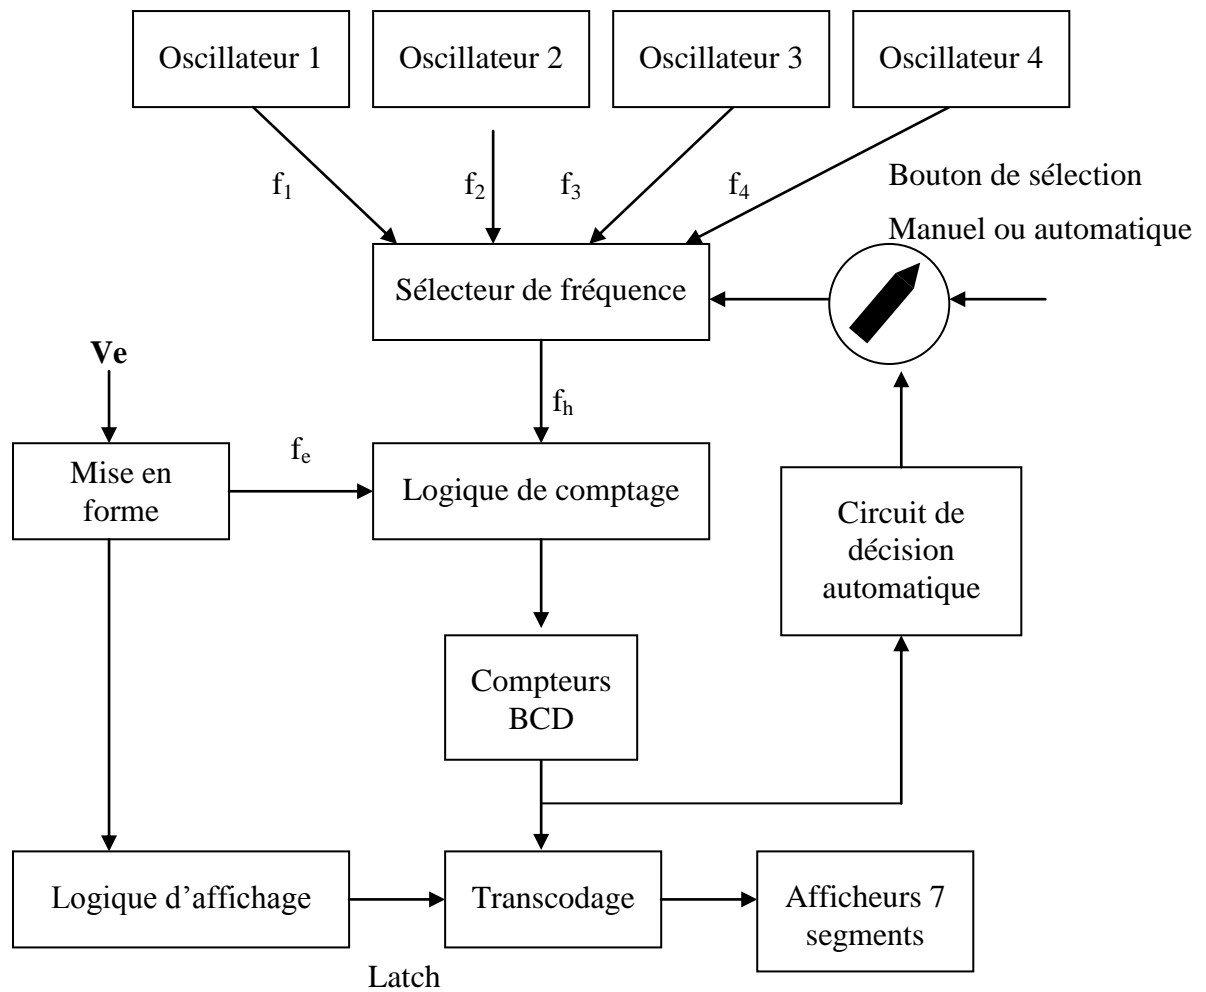 Oscillateur 1
Oscillateur 2
Oscillateur 3
Oscillateur 4
f1
f2
f3
f4
Bouton de sélection
Manuel ou automatique
Sélecteur de fréquence
Ve
fh
fe
Mise en
forme
Logique de comptage
Circuit de
décision
automatique
Compteurs
BCD
Logique d’affichage
Transcodage
Afficheurs 7
segments
Latch